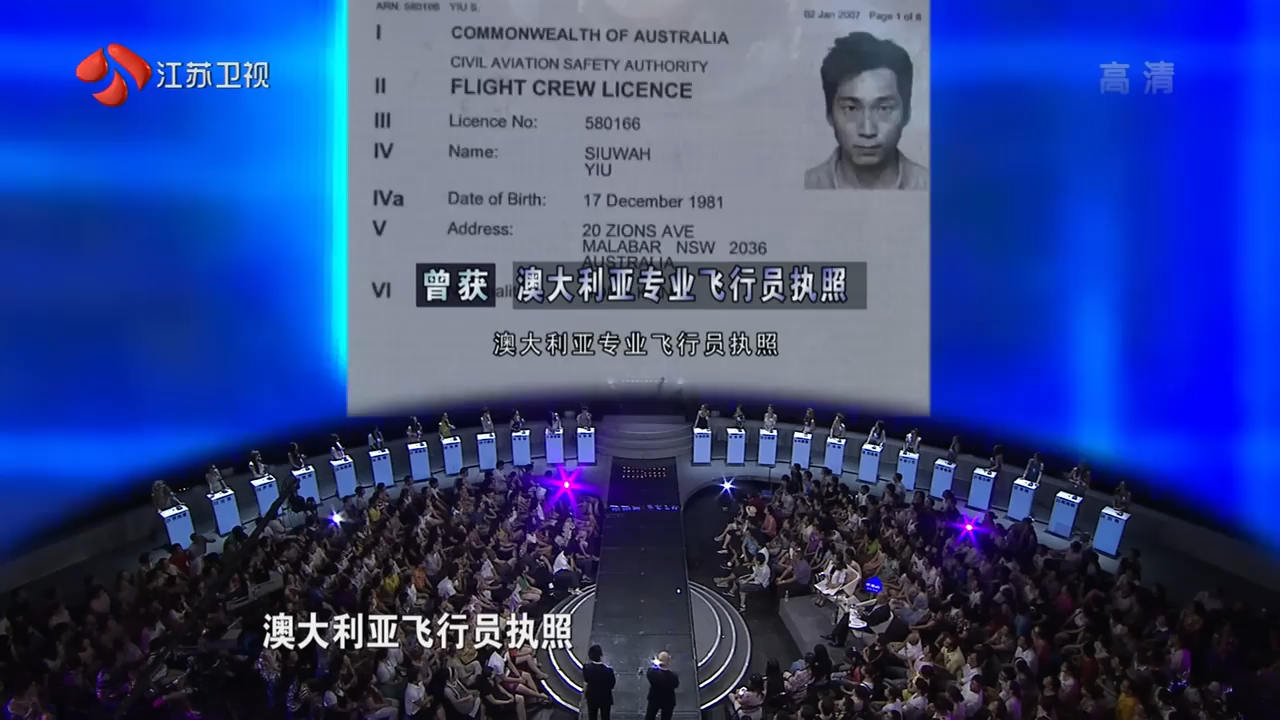 ARN: 580166 YIU S.
02 Jan 2007 Page 1 of 8
江苏卫视
高清
I COMMONWEALTH OF AUSTRALIA
CIVIL AVIATION SAFETY AUTHORITY
II FLIGHT CREW LICENCE
III Licence No: 580166
IV Name: SIUWAH
YIU
IVa Date of Birth: 17 December 1981
V Address: 20 ZIONS AVE
MALABAR NSW 2036
AUSTRALIA
VI
曾获 澳大利亚专业飞行员执照
澳大利亚专业飞行员执照
澳大利亚飞行员执照